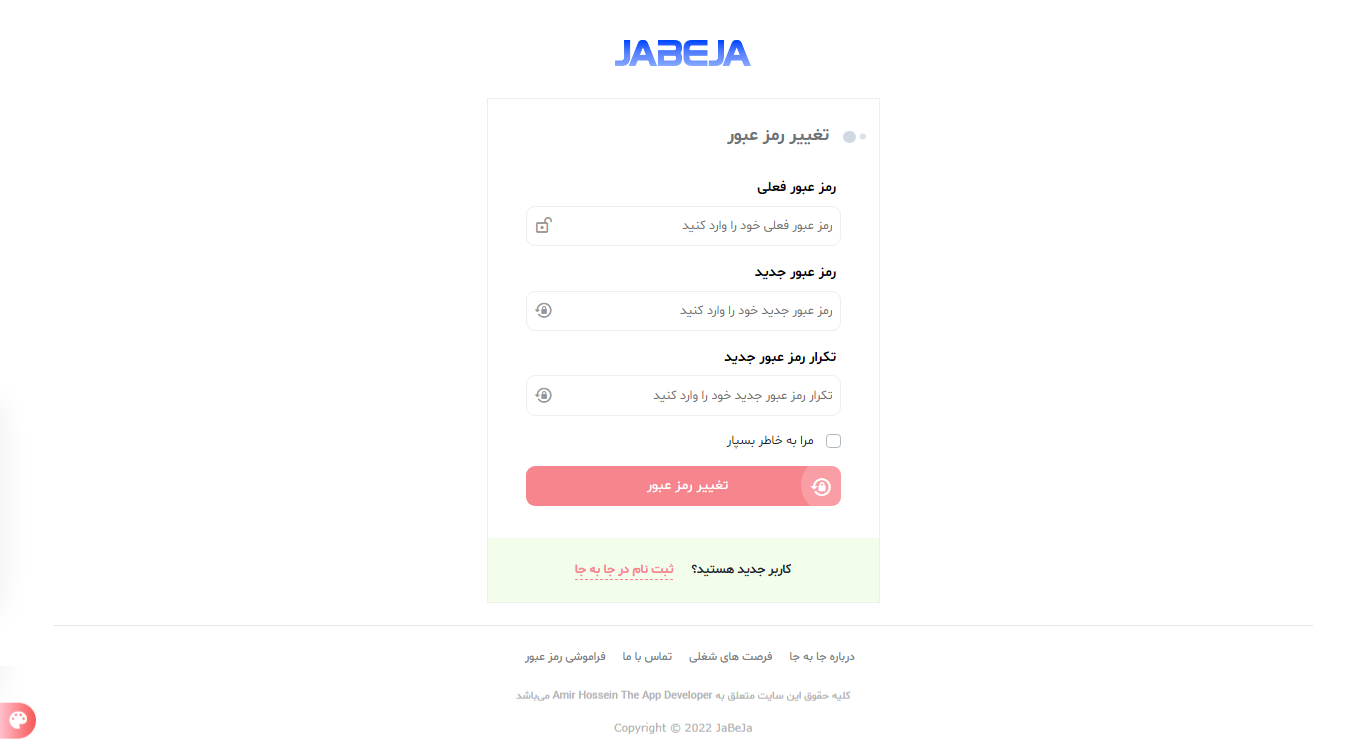 JABEJA
تغییر رمز عبور
رمز عبور فعلی
رمز عبور فعلی خود را وارد کنید
رمز عبور جدید
رمز عبور جدید خود را وارد کنید
تکرار رمز عبور جدید
تکرار رمز عبور جدید خود را وارد کنید
مرا به خاطر بسپار
تغییر رمز عبور
کاربر جدید هستید؟ ثبت نام در جا به جا
درباره جا به جا فرصت های شغلی تماس با ما فراموشی رمز عبور
کلیه حقوق این سایت متعلق به Amir Hossein The App Developer می‌باشد
Copyright © 2022 JaBeJa